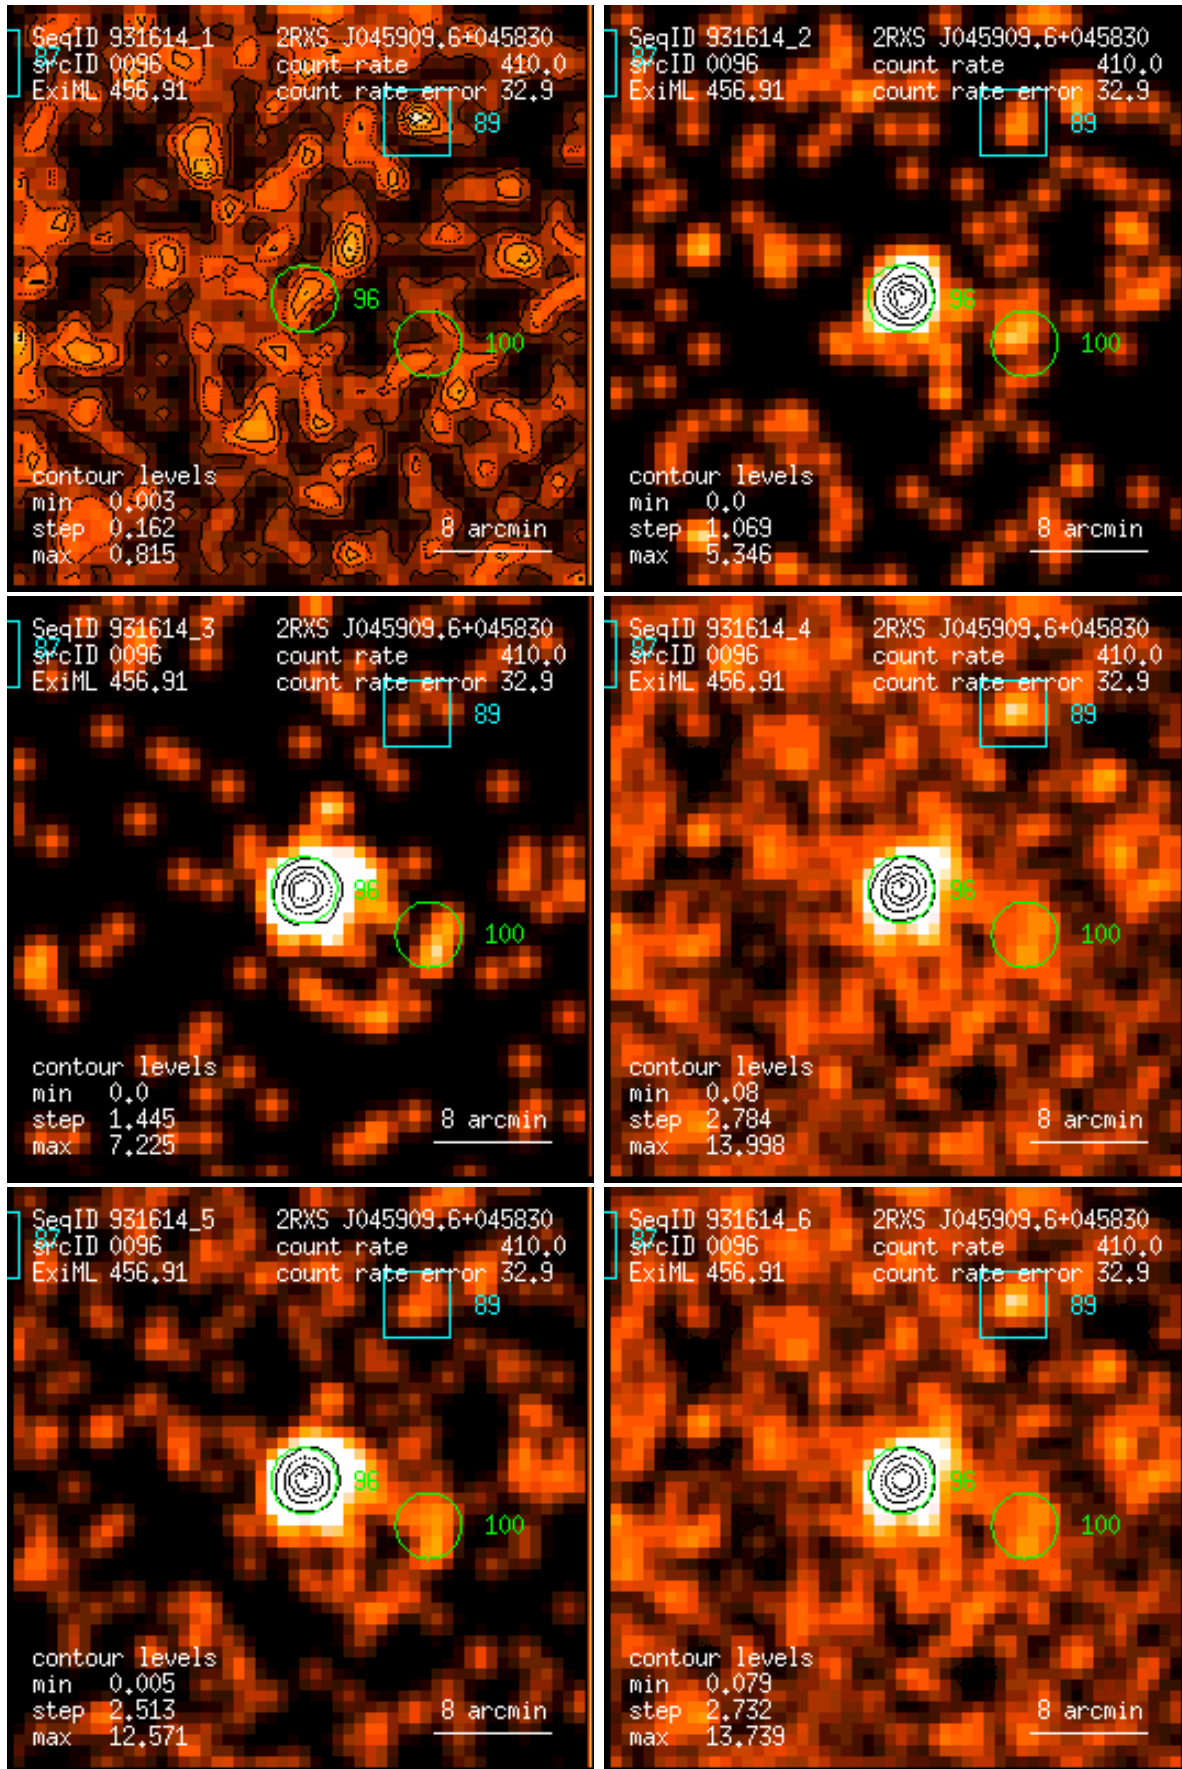 SeqID 931614_1 2RXS J045909.6+045830
87
srcID 0096 count rate 410.0
ExiML 456.91 count rate error 32.9
89
96
100
contour levels
min 0.003
step 0.162 8 arcmin
max 0.815
SeqID 931614_2 2RXS J045909.6+045830
87
srcID 0096 count rate 410.0
ExiML 456.91 count rate error 32.9
89
96
100
contour levels
min 0.0
step 1.069 8 arcmin
max 5.346
SeqID 931614_3 2RXS J045909.6+045830
87
srcID 0096 count rate 410.0
ExiML 456.91 count rate error 32.9
89
96
100
contour levels
min 0.0
step 1.445 8 arcmin
max 7.225
SeqID 931614_4 2RXS J045909.6+045830
87
srcID 0096 count rate 410.0
ExiML 456.91 count rate error 32.9
89
96
100
contour levels
min 0.08
step 2.784 8 arcmin
max 13.998
SeqID 931614_5 2RXS J045909.6+045830
87
srcID 0096 count rate 410.0
ExiML 456.91 count rate error 32.9
89
96
100
contour levels
min 0.005
step 2.513 8 arcmin
max 12.571
SeqID 931614_6 2RXS J045909.6+045830
87
srcID 0096 count rate 410.0
ExiML 456.91 count rate error 32.9
89
96
100
contour levels
min 0.079
step 2.732 8 arcmin
max 13.739